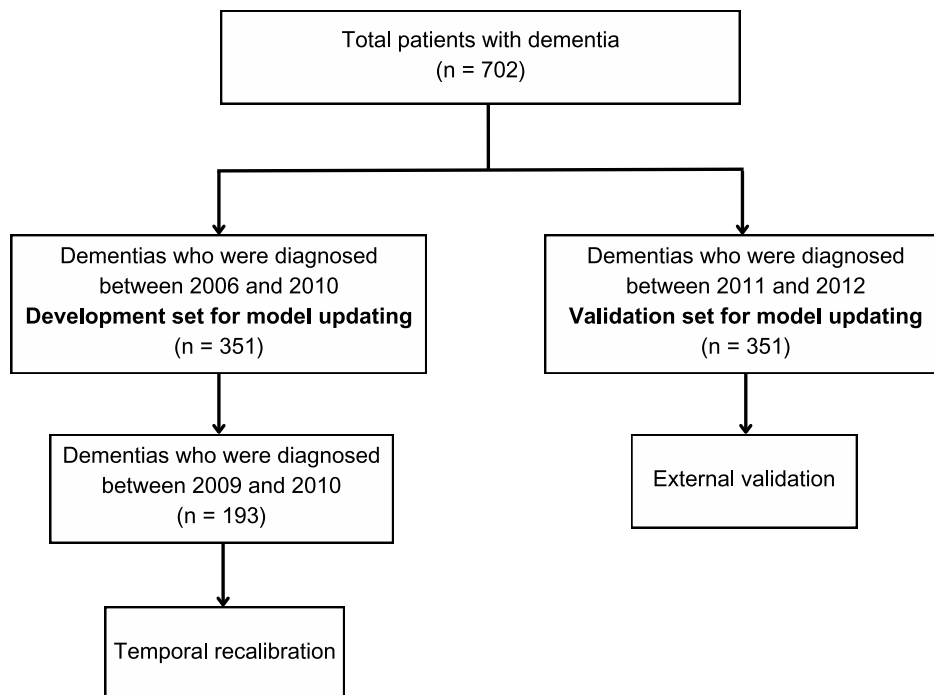 Total patients with dementia
(n = 702)
Dementias who were diagnosed
between 2006 and 2010
Development set for model updating
(n = 351)
Dementias who were diagnosed
between 2011 and 2012
Validation set for model updating
(n = 351)
Dementias who were diagnosed
between 2009 and 2010
(n = 193)
External validation
Temporal recalibration